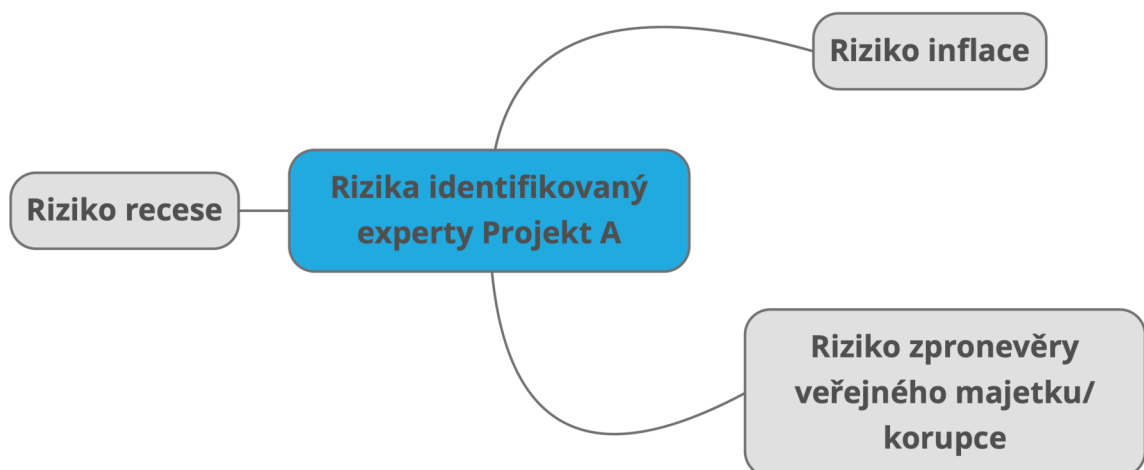 Riziko inflace
Rizika identifikovaný
experty Projekt A
Riziko recese
Riziko zpronevěry
veřejného majetku/
korupce